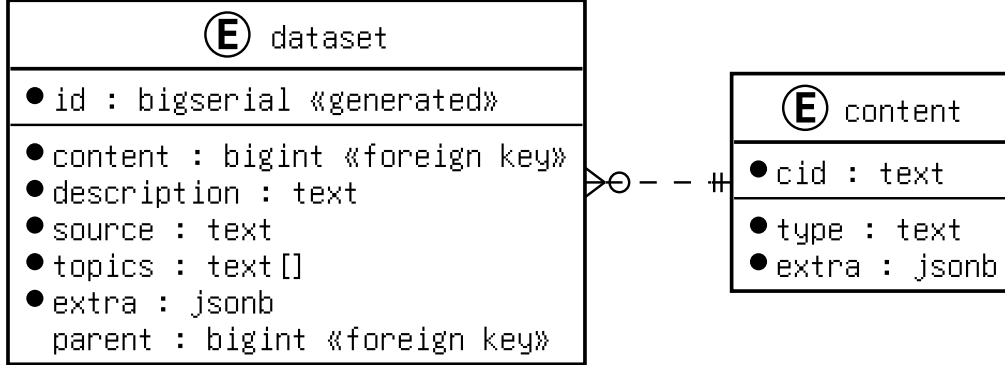 E dataset
id : bigserial «generated»
content : bigint «foreign key»
description : text
source : text
topics : text[]
extra : jsonb
parent : bigint «foreign key»
E content
cid : text
type : text
extra : jsonb